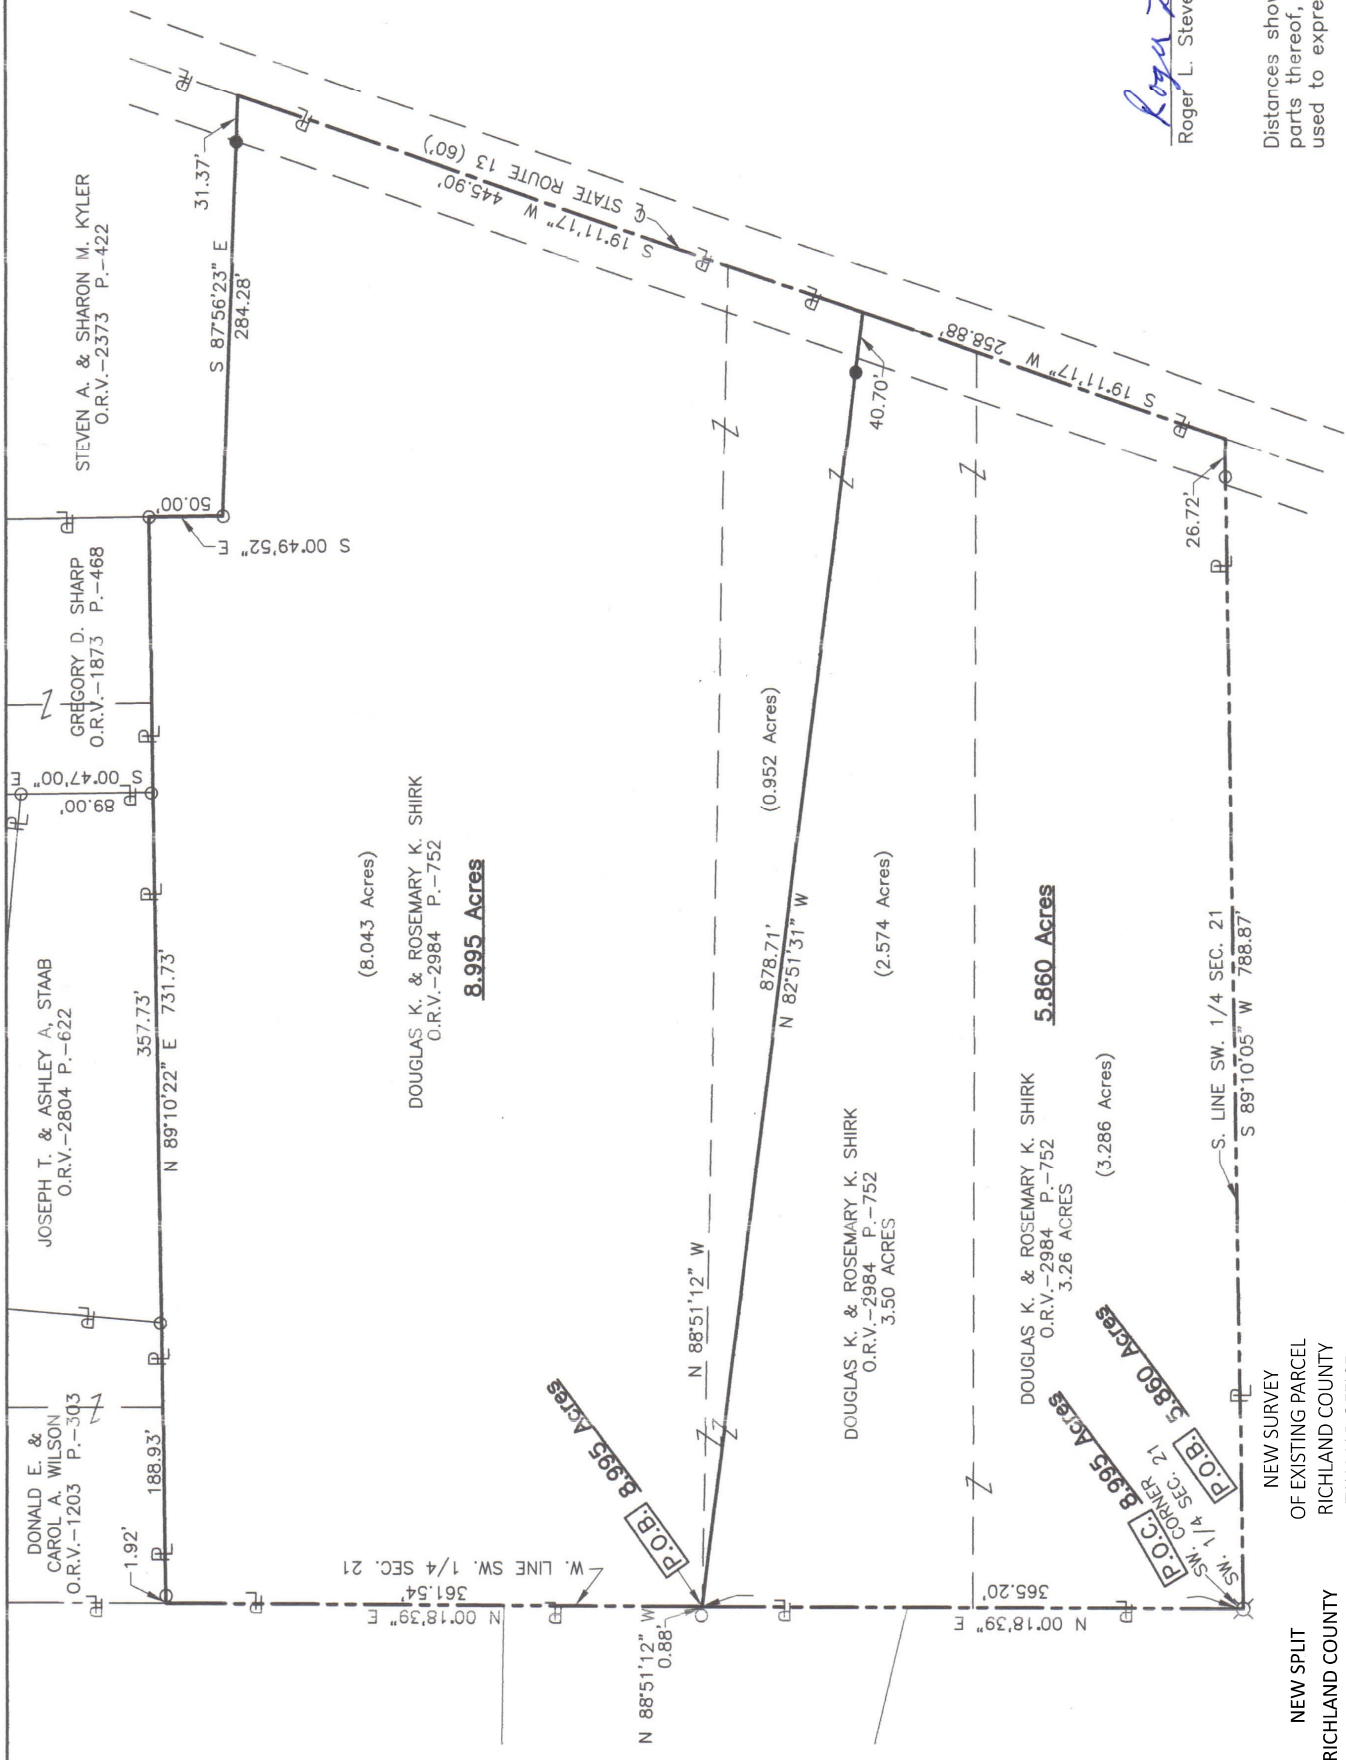 DONALD E. &
CAROL A. WILSON
O.R.V.-1203 P.-303
JOSEPH T. & ASHLEY A, STAAB
O.R.V.-2804 P.-622
GREGORY D. SHARP
O.R.V.-1873 P.-468
STEVEN A. & SHARON M. KYLER
O.R.V.-2373 P.-422
1.92'
188.93'
357.73'
N 89°10'22" E 731.73'
S 00°47'00" E
89.00'
50.00'
S 00°49'52" E
S 87°56'23" E
284.28'
31.37'
℄ STATE ROUTE 13 (60')
S 19°11'17" W 445.90'
(8.043 Acres)
DOUGLAS K. & ROSEMARY K. SHIRK
O.R.V.-2984 P.-752
8.995 Acres
W. LINE SW. 1/4 SEC. 21
361.54'
N 00°18'39" E
P.O.B. 8.995 Acres
N 88°51'12" W
0.88'
N 88°51'12" W
(0.952 Acres)
878.71'
N 82°51'31" W
40.70'
258.88'
S 19°11'17" W
DOUGLAS K. & ROSEMARY K. SHIRK
O.R.V.-2984 P.-752
3.50 ACRES
(2.574 Acres)
365.20'
N 00°18'39" E
DOUGLAS K. & ROSEMARY K. SHIRK
O.R.V.-2984 P.-752
3.26 ACRES
5.860 Acres
(3.286 Acres)
26.72'
P.O.C. 8.995 Acres
SW. CORNER
SW. 1/4 SEC. 21
P.O.B. 5.860 Acres
S. LINE SW. 1/4 SEC. 21
S 89°10'05" W 788.87'
NEW SPLIT
RICHLAND COUNTY
NEW SURVEY
OF EXISTING PARCEL
RICHLAND COUNTY
Roger L. Steve
Distances sho
parts thereof,
used to expre